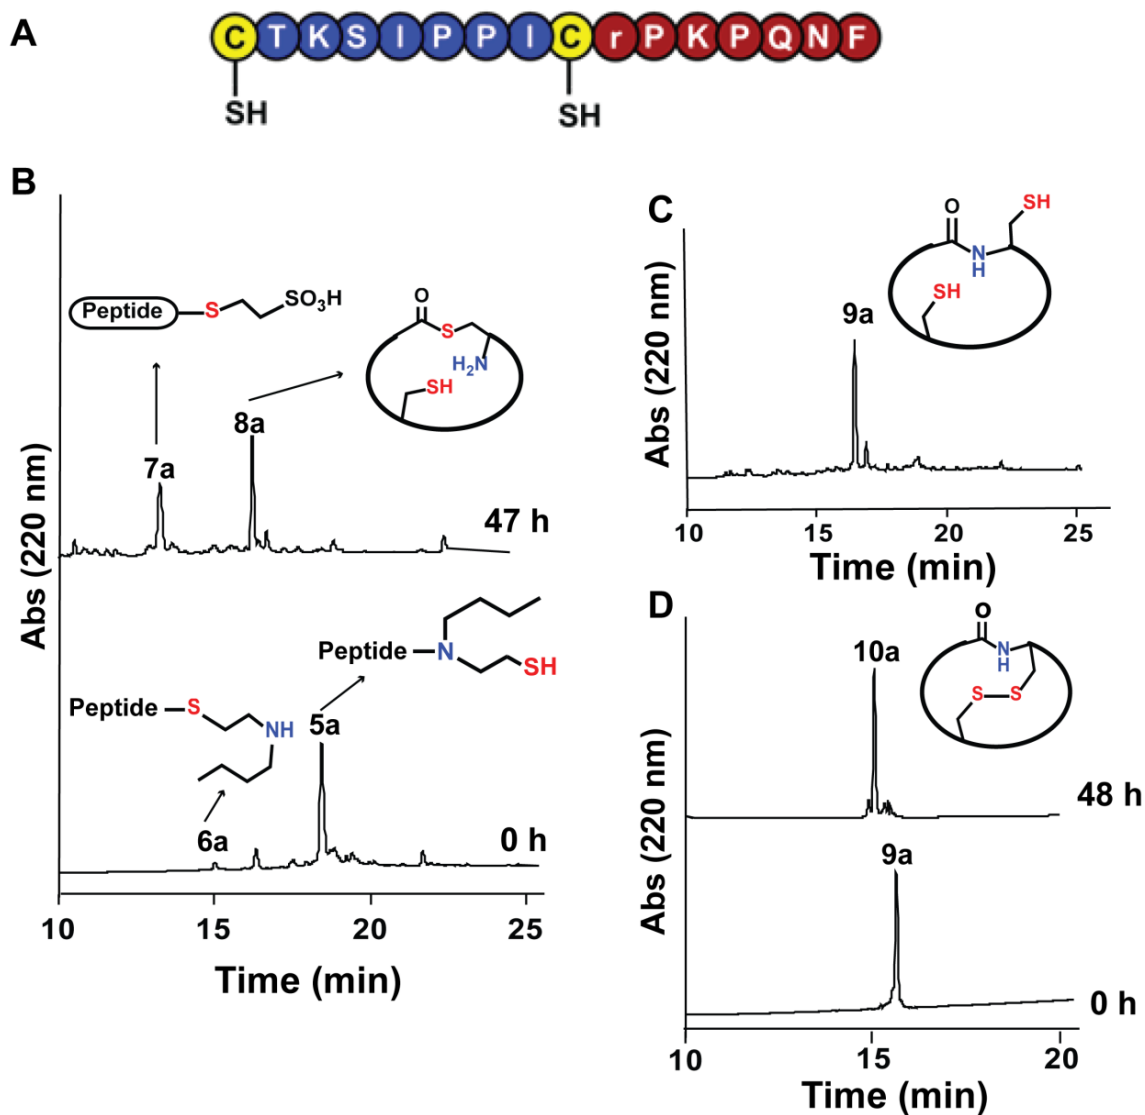 A
C T K S I P P I C r P K P Q N F
SH SH
B
Abs (220 nm)
Peptide S SO₃H
O
S
H₂N
SH
7a
8a
47 h
Peptide N
SH
Peptide S
NH
5a
6a
0 h
10 15 20 25
Time (min)
C
Abs (220 nm)
O
SH
N
H
SH
9a
10 15 20 25
Time (min)
D
Abs (220 nm)
O
N
H
S S
10a
48 h
9a
0 h
10 15 20
Time (min)